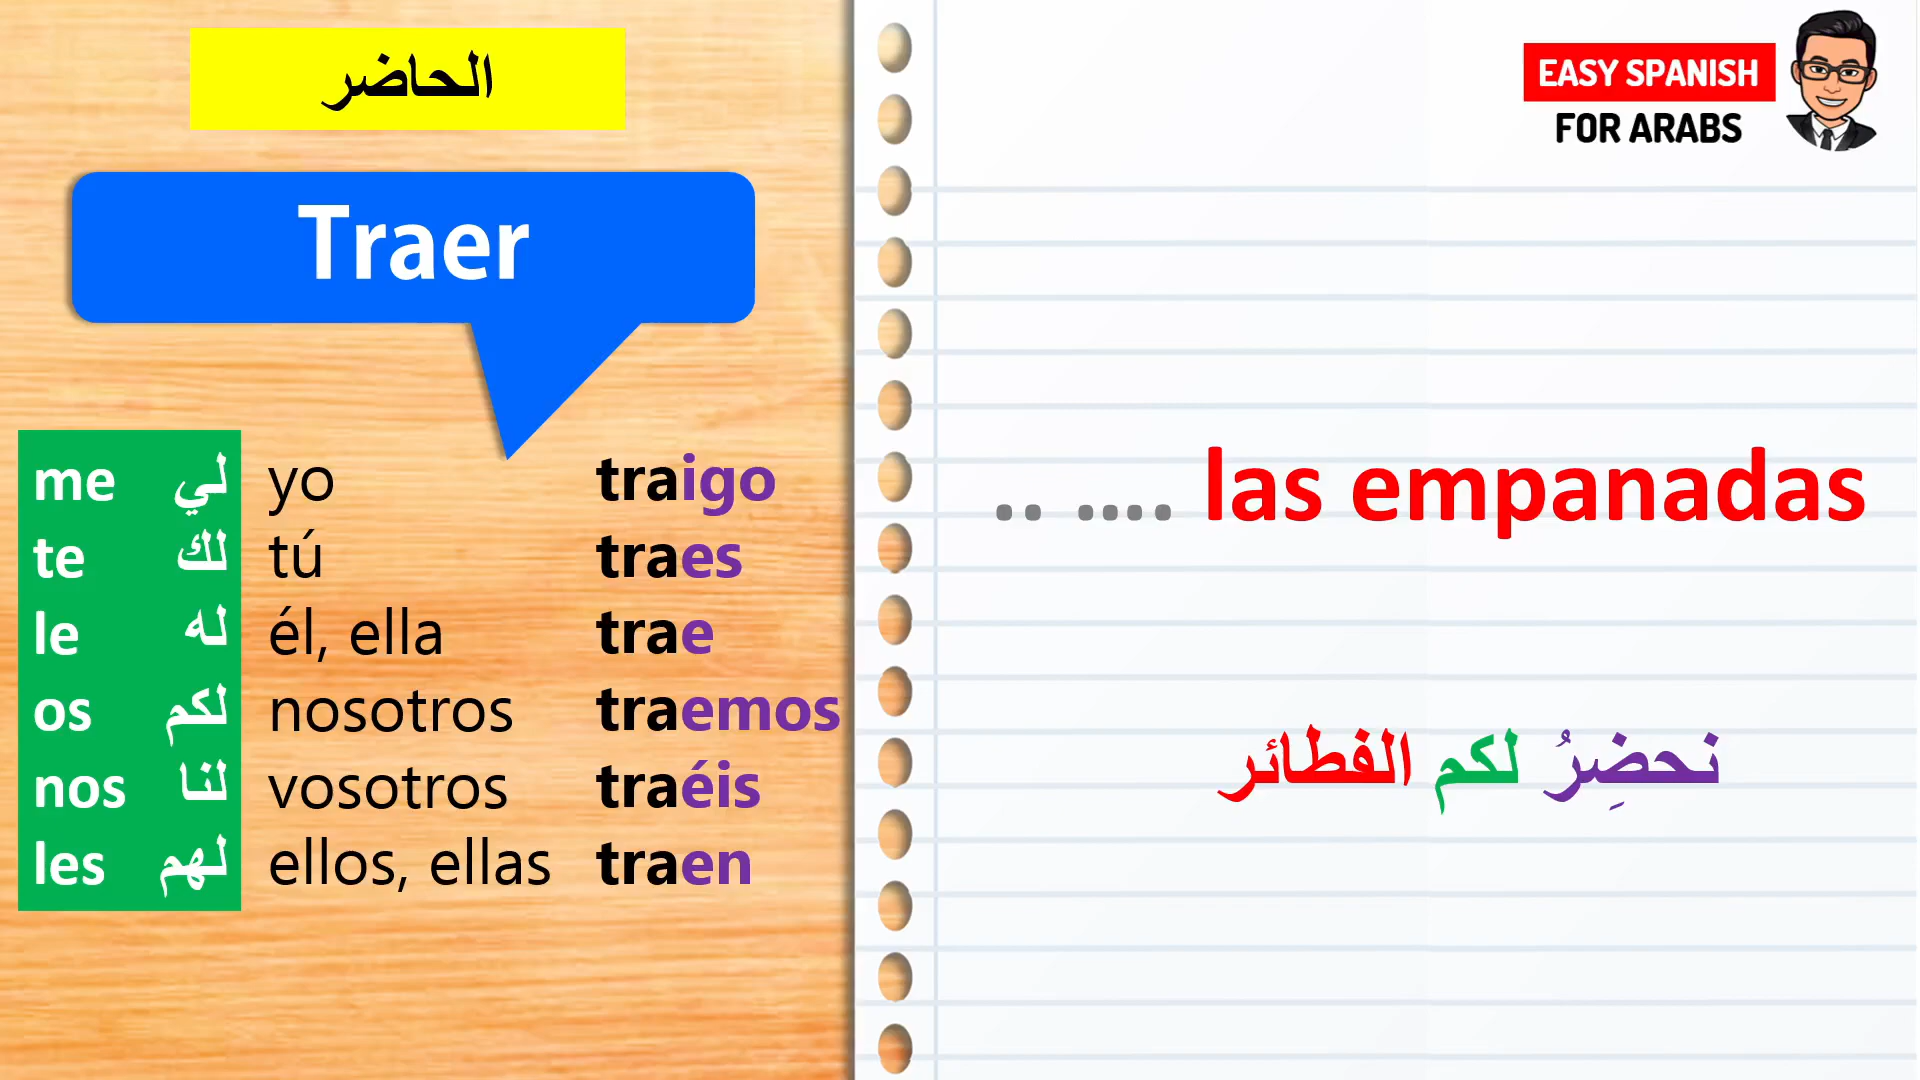 الحاضر
Traer
me لي yo traigo
te لك tú traes
le له él, ella trae
os لكم nosotros traemos
nos لنا vosotros traéis
les لهم ellos, ellas traen
EASY SPANISH
FOR ARABS
.. .... las empanadas
نحضِرُ لكم الفطائر